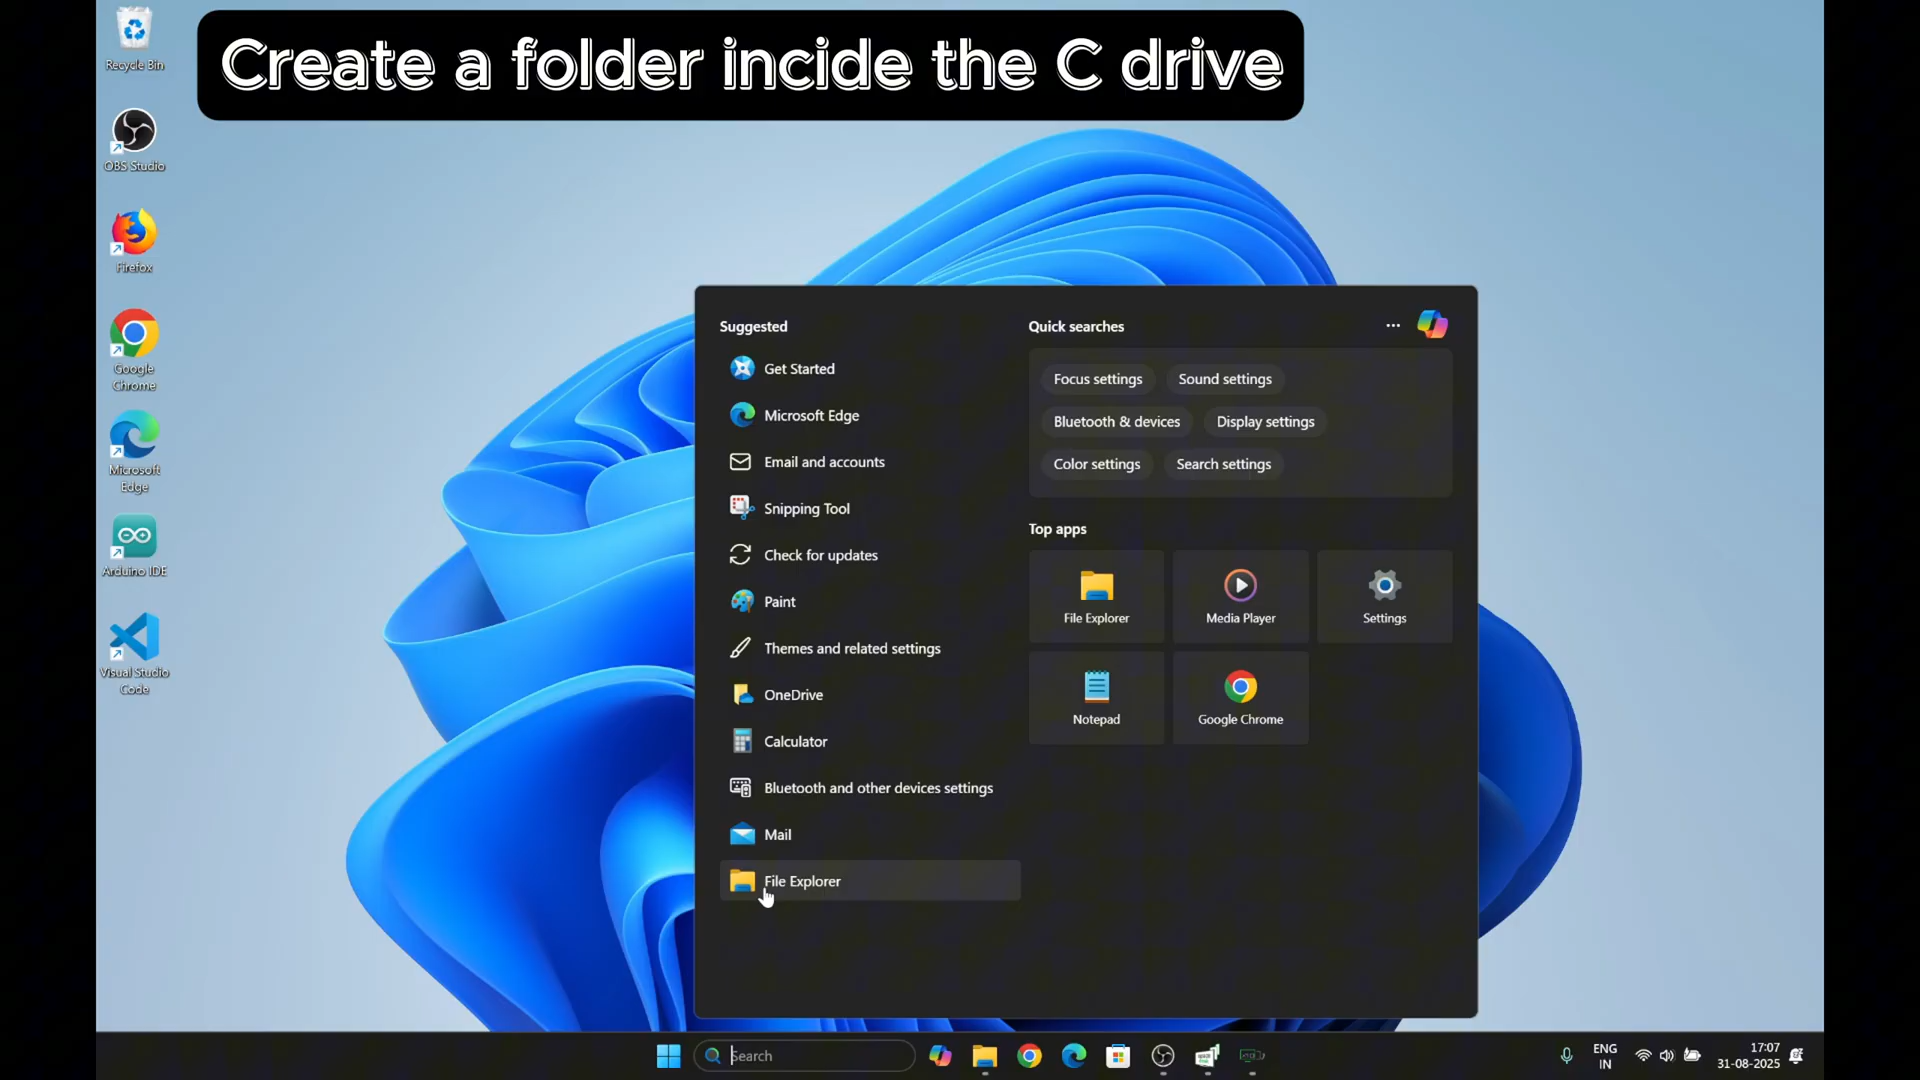 Create a folder incide the C drive
Recycle Bin
OBS Studio
Firefox
Google
Chrome
Microsoft
Edge
Arduino IDE
Visual Studio
Code
Suggested
Get Started
Microsoft Edge
Email and accounts
Snipping Tool
Check for updates
Paint
Themes and related settings
OneDrive
Calculator
Bluetooth and other devices settings
Mail
File Explorer
Quick searches
Focus settings
Sound settings
Bluetooth & devices
Display settings
Color settings
Search settings
Top apps
File Explorer
Media Player
Settings
Notepad
Google Chrome
Search
ENG
IN
17:07
31-08-2025